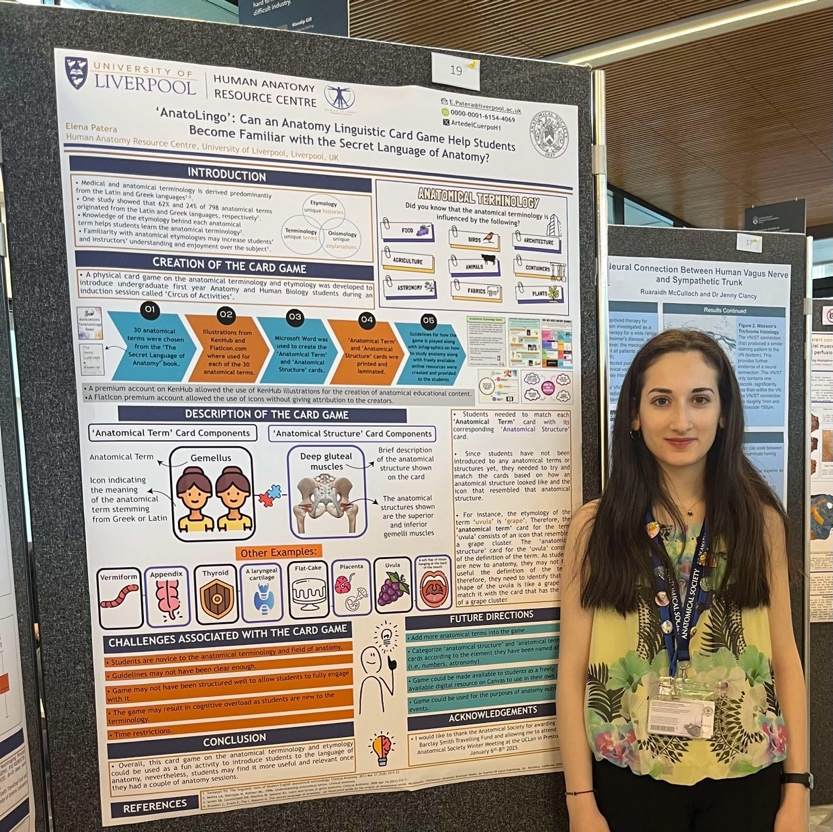 difficult industry.
19
UNIVERSITY OF
LIVERPOOL
HUMAN ANATOMY
RESOURCE CENTRE
E.Patera@liverpool.ac.uk
0000-0001-6154-4069
ArtedelCuerpoH1
'AnatoLingo': Can an Anatomy Linguistic Card Game Help Students
Become Familiar with the Secret Language of Anatomy?
Elena Patera
Human Anatomy Resource Centre, University of Liverpool, Liverpool, UK
INTRODUCTION
• Medical and anatomical terminology is derived predominantly
from the Latin and Greek languages
• One study showed that 62% and 24% of 798 anatomical terms
originated from the Latin and Greek languages, respectively
• Knowledge of the etymology behind each anatomical
term helps students learn the anatomical terminology
• Familiarity with anatomical etymologies may increase students'
and instructors' understanding and enjoyment over the subject
Etymology
unique histories
Terminology
unique terms
Orismology
unique
explanations
ANATOMICAL TERMINOLOGY
Did you know that the anatomical terminology is
influenced by the following?
FOOD
BIRDS
ARCHITECTURE
AGRICULTURE
ANIMALS
CONTAINERS
ASTRONOMY
FABRICS
PLANTS
CREATION OF THE CARD GAME
• A physical card game on the anatomical terminology and etymology was developed to
introduce undergraduate first year Anatomy and Human Biology students during an
induction session called 'Circus of Activities'.
01
30 anatomical
terms were
chosen from
the 'The
Secret Language of
Anatomy' book.
02
Illustrations from
KenHub and
FlatIcon.com
where used for
each of the 30
anatomical terms.
03
Microsoft Word was
used to create the
'Anatomical Term'
and 'Anatomical
Structure' cards.
04
'Anatomical Term'
and 'Anatomical
Structure' cards were
printed and
laminated.
05
Guidelines for how the
game is played along
with infographics on how
to study anatomy along
with freely available
online resources were
created and provided
to the students
• A premium account on KenHub allowed the use of KenHub illustrations for the creation of anatomical educational content.
• A FlatIcon premium account allowed the use of icons without giving attribution to the creators.
DESCRIPTION OF THE CARD GAME
'Anatomical Term' Card Components
'Anatomical Structure' Card Components
Anatomical Term
Icon indicating
the meaning
of the anatomical
term stemming
from Greek or Latin
Gemellus
Deep gluteal
muscles
Brief description
of the anatomical
structure shown
on the card
The anatomical
structures shown
are the superior
and inferior
gemelli muscles
• Students needed to match each
'Anatomical Term' card with its
corresponding 'Anatomical Structure'
card.
• Since students have not been
introduced to any anatomical terms or
structures yet, they needed to try and
match the cards based on how an
anatomical structure looked like and the
icon that resembled that anatomical
structure.
• For instance, the etymology of the
term 'uvula' is 'grape'. Therefore, the
'anatomical term' card for the term
'uvula' consists of an icon that resembles
a grape cluster. The 'anatomical
structure' card for the 'uvula' consists
of the definition of the term. As students
are new to anatomy, they may not find
useful the definition of the term
therefore, they need to identify that the
shape of the uvula is like a grape
match it with the card that has the
of a grape cluster
Other Examples:
Vermiform
Appendix
Thyroid
A laryngeal
cartilage
Flat-Cake
Placenta
Uvula
CHALLENGES ASSOCIATED WITH THE CARD GAME
• Students are novice to the anatomical terminology and field of anatomy.
• Guidelines may not have been clear enough.
• Game may not have been structured well to allow students to fully engage
with it.
• The game may result in cognitive overload as students are new to the
terminology.
• Time restrictions.
FUTURE DIRECTIONS
• Add more anatomical terms into the game
• Categorize 'anatomical structure' and 'anatomical term'
cards according to the element they have been named after
(i.e, numbers, astronomy)
• Game could be made available to students as a freely
available digital resource on Canvas to use in their own
• Game could be used for the purposes of anatomy outreach
events.
ACKNOWLEDGEMENTS
• I would like to thank the Anatomical Society for awarding
Barclay Smith Travelling Fund and allowing me to attend
Anatomical Society Winter Meeting at the UCLan in Preston
January 6th-8th 2025.
CONCLUSION
• Overall, this card game on the anatomical terminology and etymology
could be used as a fun activity to introduce students to the language of
anatomy, nevertheless, students may find it more useful and relevant once
they had a couple of anatomy sessions.
REFERENCES
17
Neural Connection Between Human Vagus Nerve
and Sympathetic Trunk
Ruaraidh McCulloch and Dr Jenny Clancy
Results Continued
ANATOMICAL SOCIETY